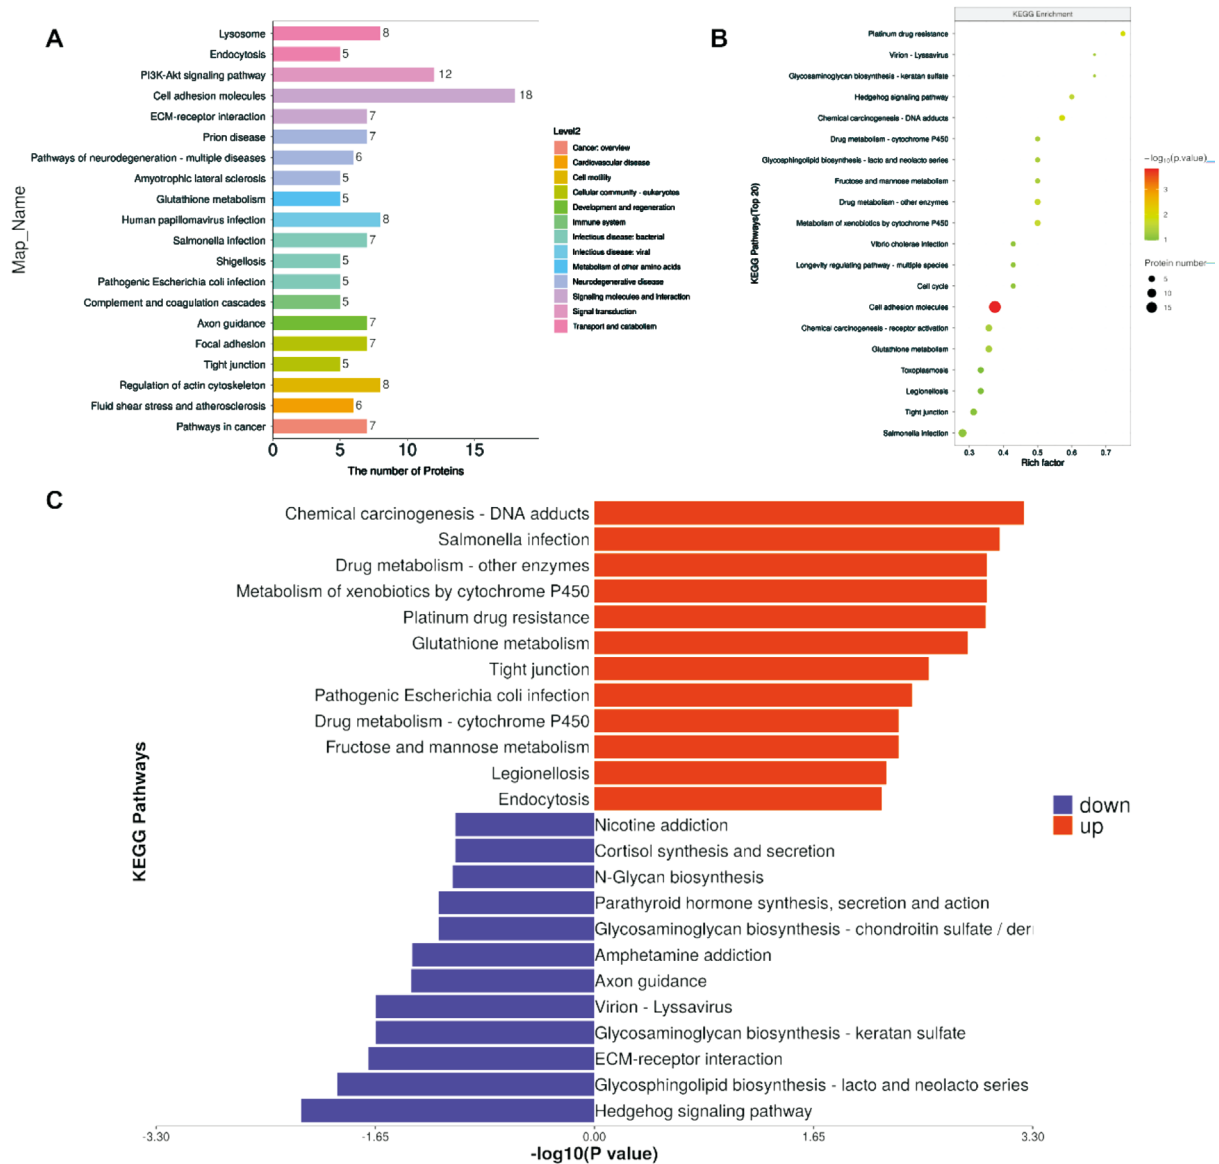 A
Lysosome 8
Endocytosis 5
PI3K-Akt signaling pathway 12
Cell adhesion molecules 18
ECM-receptor interaction 7
Prion disease 7
Pathways of neurodegeneration - multiple diseases 6
Amyotrophic lateral sclerosis 5
Glutathione metabolism 5
Human papillomavirus infection 8
Salmonella infection 7
Shigellosis 5
Pathogenic Escherichia coli infection 5
Complement and coagulation cascades 5
Axon guidance 7
Focal adhesion 7
Tight junction 5
Regulation of actin cytoskeleton 8
Fluid shear stress and atherosclerosis 6
Pathways in cancer 7
Map_Name
0 5 10 15
The number of Proteins
Level2
Cancer: overview
Cardiovascular disease
Cell motility
Cellular community - eukaryotes
Development and regeneration
Immune system
Infectious disease: bacterial
Infectious disease: viral
Metabolism of other amino acids
Neurodegenerative disease
Signaling molecules and interaction
Signal transduction
Transport and catabolism
B
KEGG Enrichment
Platinum drug resistance
Virion - Lyssavirus
Glycosaminoglycan biosynthesis - keratan sulfate
Hedgehog signaling pathway
Chemical carcinogenesis - DNA adducts
Drug metabolism - cytochrome P450
Glycosphingolipid biosynthesis - lacto and neolacto series
Fructose and mannose metabolism
Drug metabolism - other enzymes
Metabolism of xenobiotics by cytochrome P450
Vibrio cholerae infection
Longevity regulating pathway - multiple species
Cell cycle
Cell adhesion molecules
Chemical carcinogenesis - receptor activation
Glutathione metabolism
Toxoplasmosis
Legionellosis
Tight junction
Salmonella infection
KEGG Pathways(Top 20)
0.3 0.4 0.5 0.6 0.7
Rich factor
−log10(p.value)
3
2
1
Protein number
5
10
15
C
Chemical carcinogenesis - DNA adducts
Salmonella infection
Drug metabolism - other enzymes
Metabolism of xenobiotics by cytochrome P450
Platinum drug resistance
Glutathione metabolism
Tight junction
Pathogenic Escherichia coli infection
Drug metabolism - cytochrome P450
Fructose and mannose metabolism
Legionellosis
Endocytosis
Nicotine addiction
Cortisol synthesis and secretion
N-Glycan biosynthesis
Parathyroid hormone synthesis, secretion and action
Glycosaminoglycan biosynthesis - chondroitin sulfate / der
Amphetamine addiction
Axon guidance
Virion - Lyssavirus
Glycosaminoglycan biosynthesis - keratan sulfate
ECM-receptor interaction
Glycosphingolipid biosynthesis - lacto and neolacto series
Hedgehog signaling pathway
KEGG Pathways
-3.30 -1.65 0.00 1.65 3.30
-log10(P value)
down
up